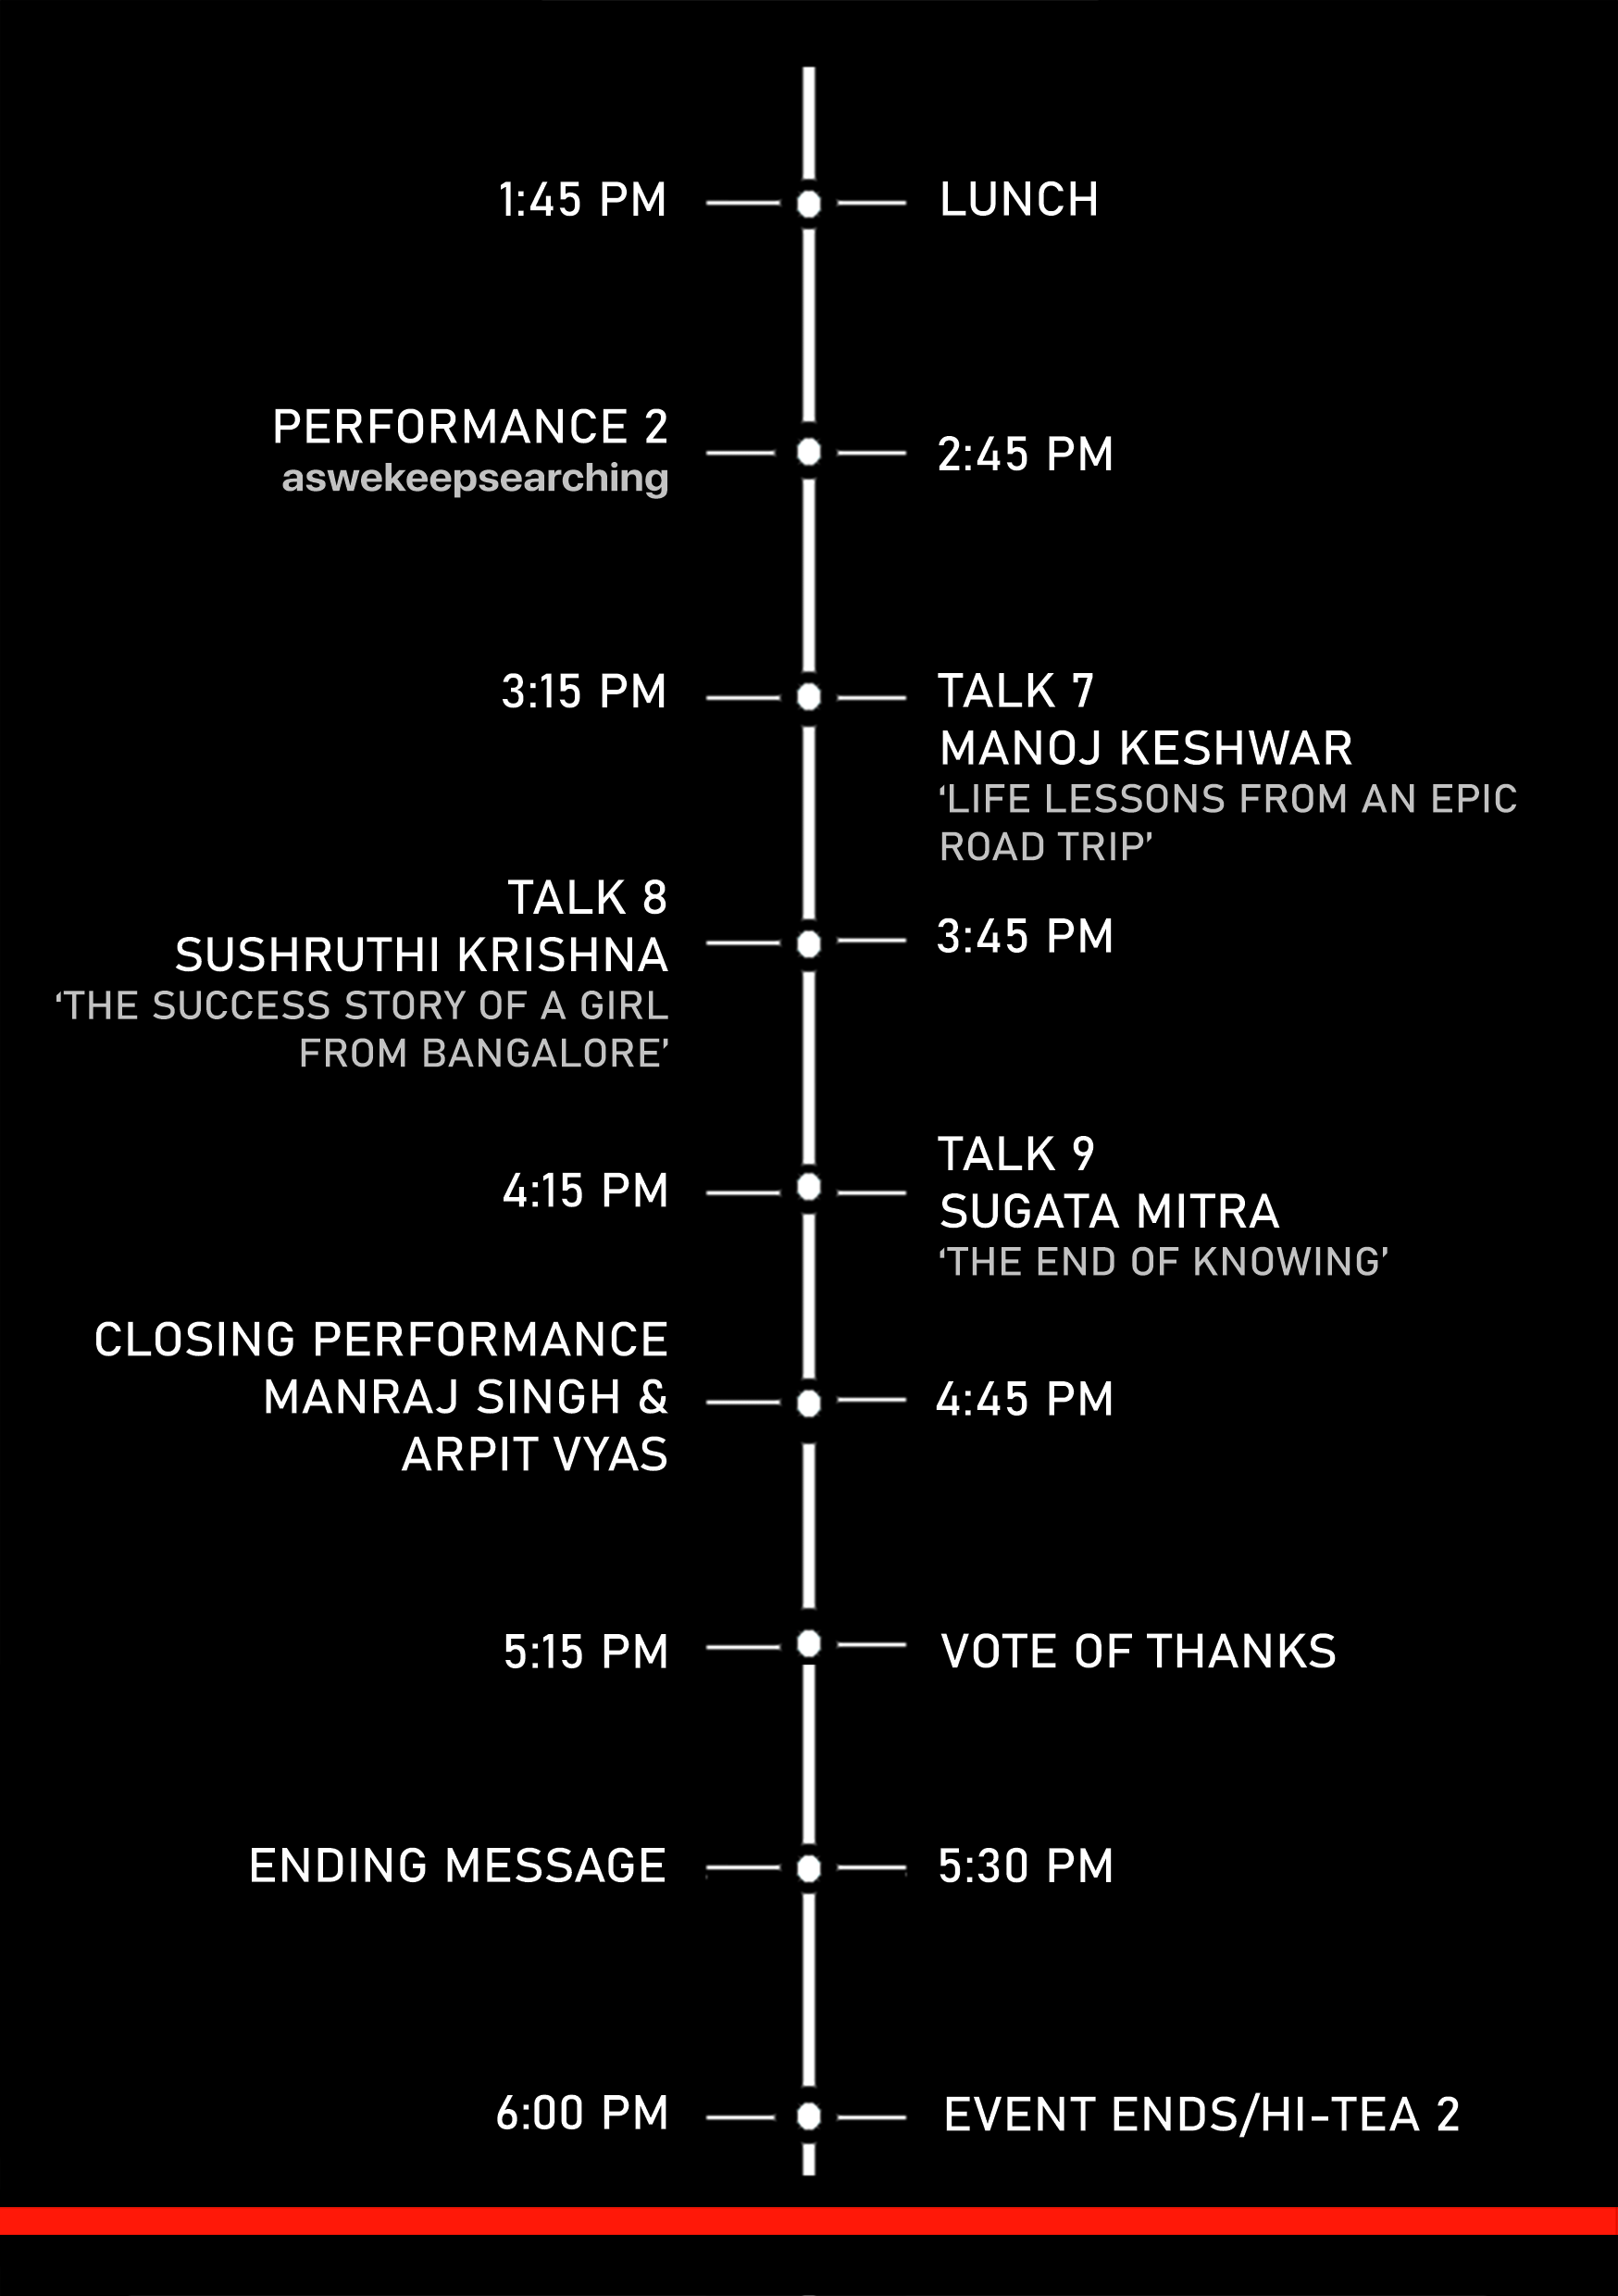 1:45 PM
LUNCH
PERFORMANCE 2
aswekeepsearching
2:45 PM
3:15 PM
TALK 7
MANOJ KESHWAR
‘LIFE LESSONS FROM AN EPIC
ROAD TRIP’
TALK 8
SUSHRUTHI KRISHNA
‘THE SUCCESS STORY OF A GIRL
FROM BANGALORE’
3:45 PM
4:15 PM
TALK 9
SUGATA MITRA
‘THE END OF KNOWING’
CLOSING PERFORMANCE
MANRAJ SINGH &
ARPIT VYAS
4:45 PM
5:15 PM
VOTE OF THANKS
ENDING MESSAGE
5:30 PM
6:00 PM
EVENT ENDS/HI-TEA 2